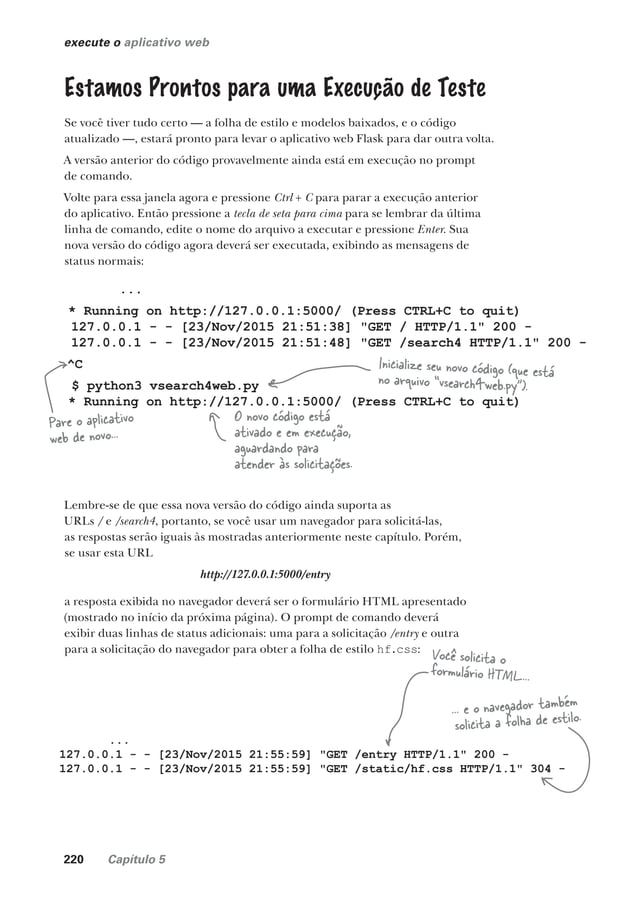 execute o aplicativo web
Estamos Prontos para uma Execução de Teste
Se você tiver tudo certo — a folha de estilo e modelos baixados, e o código
atualizado —, estará pronto para levar o aplicativo web Flask para dar outra volta.
A versão anterior do código provavelmente ainda está em execução no prompt
de comando.
Volte para essa janela agora e pressione Ctrl + C para parar a execução anterior
do aplicativo. Então pressione a tecla de seta para cima para se lembrar da última
linha de comando, edite o nome do arquivo a executar e pressione Enter. Sua
nova versão do código agora deverá ser executada, exibindo as mensagens de
status normais:
...
* Running on http://127.0.0.1:5000/ (Press CTRL+C to quit)
127.0.0.1 - - [23/Nov/2015 21:51:38] "GET / HTTP/1.1" 200 -
127.0.0.1 - - [23/Nov/2015 21:51:48] "GET /search4 HTTP/1.1" 200 -
^C
Inicialize seu novo código (que está
no arquivo "vsearch4web.py").
$ python3 vsearch4web.py
* Running on http://127.0.0.1:5000/ (Press CTRL+C to quit)
Pare o aplicativo
web de novo...
O novo código está
ativado e em execução,
aguardando para
atender às solicitações.
Lembre-se de que essa nova versão do código ainda suporta as
URLs / e /search4, portanto, se você usar um navegador para solicitá-las,
as respostas serão iguais às mostradas anteriormente neste capítulo. Porém,
se usar esta URL
http://127.0.0.1:5000/entry
a resposta exibida no navegador deverá ser o formulário HTML apresentado
(mostrado no início da próxima página). O prompt de comando deverá
exibir duas linhas de status adicionais: uma para a solicitação /entry e outra
para a solicitação do navegador para obter a folha de estilo hf.css:
Você solicita o
formulário HTML...
... e o navegador também
solicita a folha de estilo.
...
127.0.0.1 - - [23/Nov/2015 21:55:59] "GET /entry HTTP/1.1" 200 -
127.0.0.1 - - [23/Nov/2015 21:55:59] "GET /static/hf.css HTTP/1.1" 304 -
220 Capítulo 5